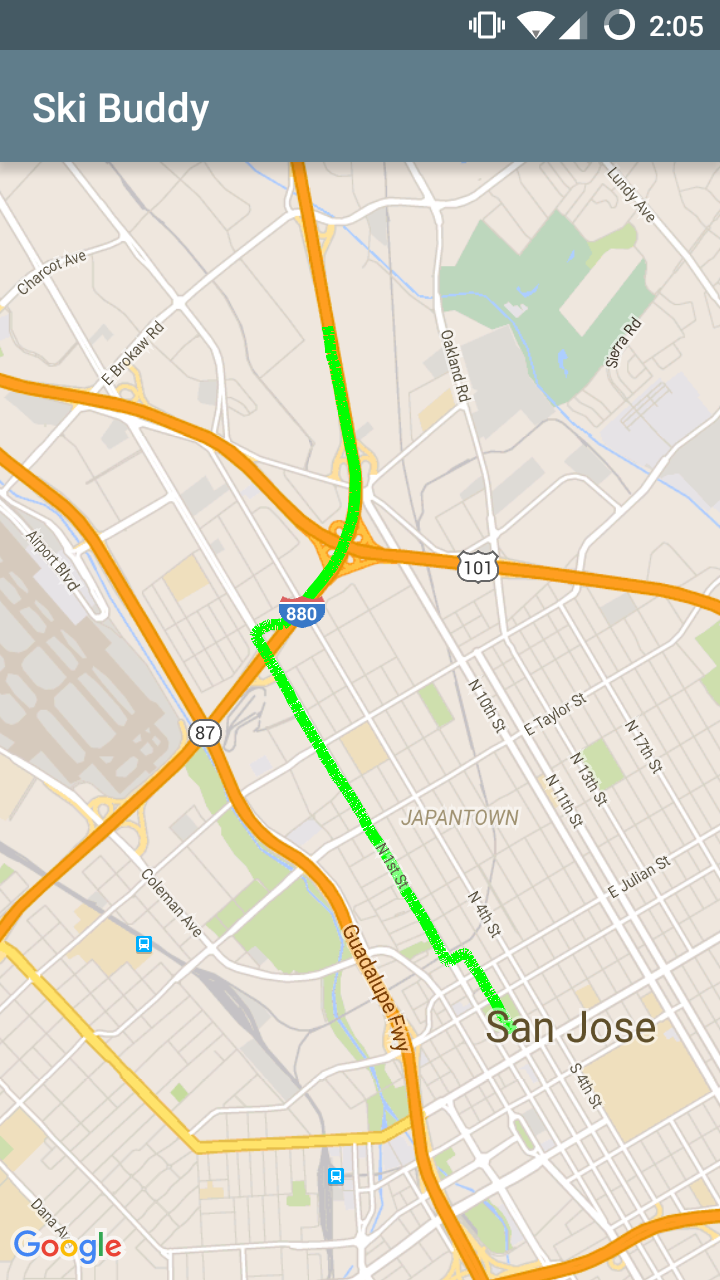 2:05
Ski Buddy
Lundy Ave
Charcot Ave
E Brokaw Rd
Oakland Rd
Sierra Rd
Airport Blvd
101
880
N 10th St
E Taylor St
87
N 17th St
N 13th St
N 11th St
JAPANTOWN
N 1st St
E Julian St
Coleman Ave
N 4th St
Guadalupe Fwy
San Jose
S 4th St
Dana Av
Google